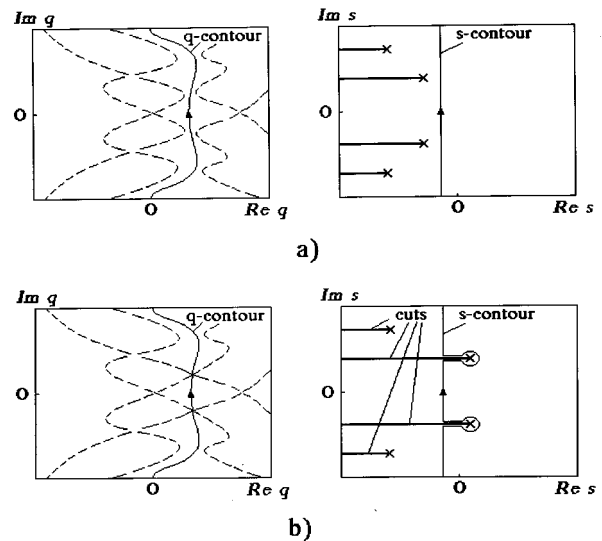 Im q
q-contour
O
O
Re q
Im s
s-contour
O
O
Re s
a)
Im q
q-contour
O
O
Re q
Im s
cuts
s-contour
O
O
Re s
b)